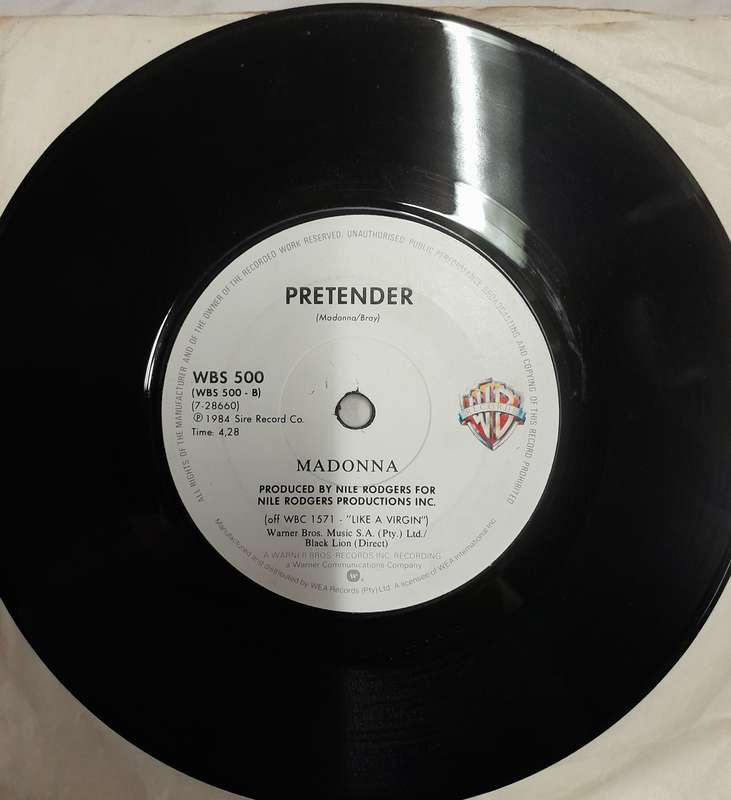 ALL RIGHTS OF THE MANUFACTURER AND OF THE OWNER OF THE RECORDED WORK RESERVED. UNAUTHORISED PUBLIC PERFORMANCE BROADCASTING AND COPYING OF THIS RECORD PROHIBITED
PRETENDER
(Madonna/Bray)
WBS 500
(WBS 500 - B)
(7-28660)
℗ 1984 Sire Record Co.
Time: 4,28
WB
RECORDS
MADONNA
PRODUCED BY NILE RODGERS FOR
NILE RODGERS PRODUCTIONS INC.
(off WBC 1571 - "LIKE A VIRGIN")
Warner Bros. Music S.A. (Pty.) Ltd./
Black Lion (Direct)
A WARNER BROS. RECORDS INC. RECORDING
a Warner Communications Company
W
Manufactured and distributed by WEA Records (Pty) Ltd. A licensee of WEA International Inc